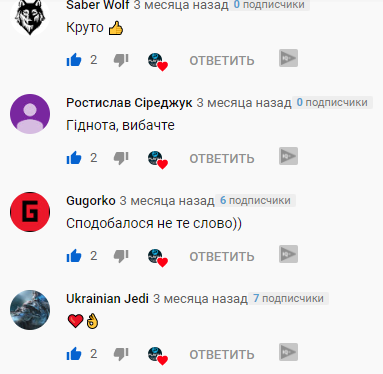 Saber Wolf 3 месяца назад 0 подписчики
Круто 👍
2 ОТВЕТИТЬ
Ростислав Сіреджук 3 месяца назад 0 подписчики
Гіднота, вибачте
2 ОТВЕТИТЬ
G
Gugorko 3 месяца назад 6 подписчики
Сподобалося не те слово))
2 ОТВЕТИТЬ
Ukrainian Jedi 3 месяца назад 7 подписчики
❤️👌
2 ОТВЕТИТЬ